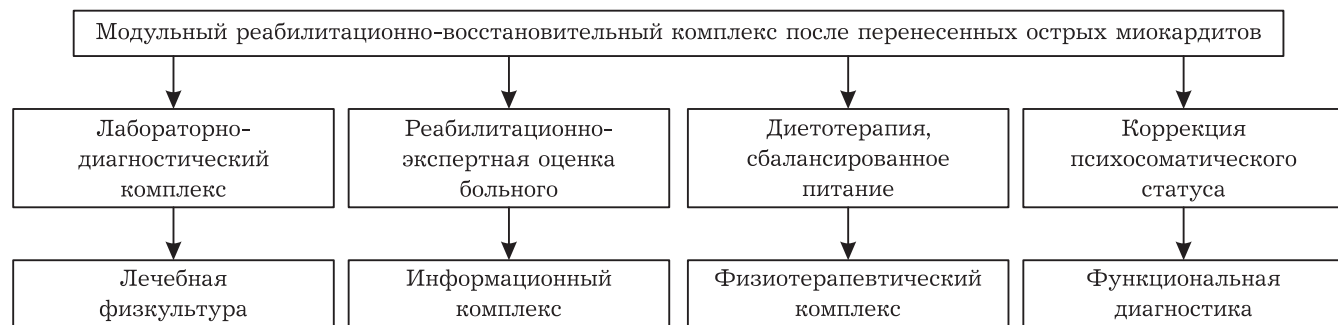 Модульный реабилитационно-восстановительный комплекс после перенесенных острых миокардитов
Лабораторно-
диагностический
комплекс
Реабилитационно-
экспертная оценка
больного
Диетотерапия,
сбалансированное
питание
Коррекция
психосоматического
статуса
Лечебная
физкультура
Информационный
комплекс
Физиотерапевтический
комплекс
Функциональная
диагностика